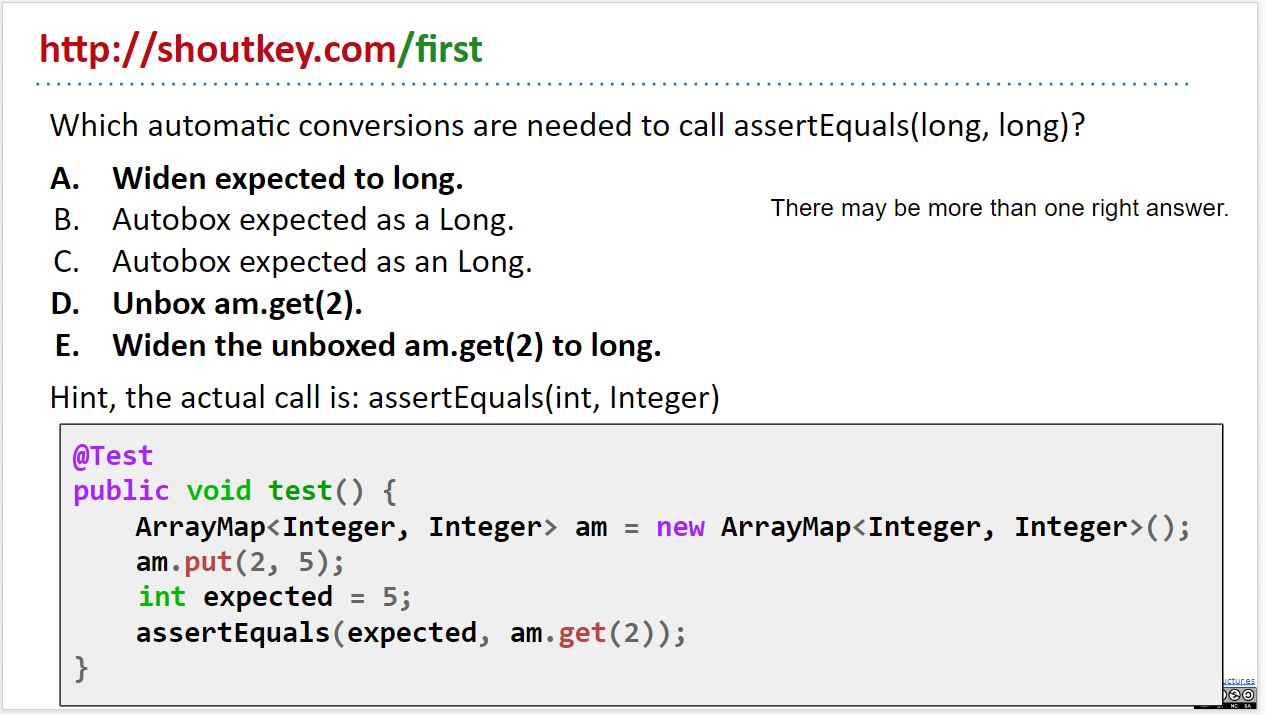 http://shoutkey.com/first
Which automatic conversions are needed to call assertEquals(long, long)?
A. Widen expected to long.
There may be more than one right answer.
B. Autobox expected as a Long.
C. Autobox expected as an Long.
D. Unbox am.get(2).
E. Widen the unboxed am.get(2) to long.
Hint, the actual call is: assertEquals(int, Integer)
@Test
public void test() {
    ArrayMap<Integer, Integer> am = new ArrayMap<Integer, Integer>();
    am.put(2, 5);
    int expected = 5;
    assertEquals(expected, am.get(2));
}
uctur.es
NC SA